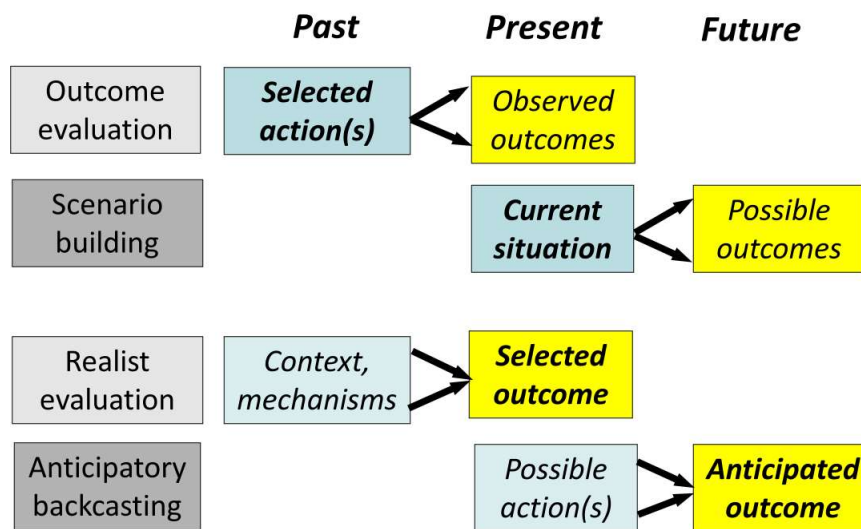 Past Present Future
Outcome
evaluation
Selected
action(s)
Observed
outcomes
Scenario
building
Current
situation
Possible
outcomes
Realist
evaluation
Context,
mechanisms
Selected
outcome
Anticipatory
backcasting
Possible
action(s)
Anticipated
outcome